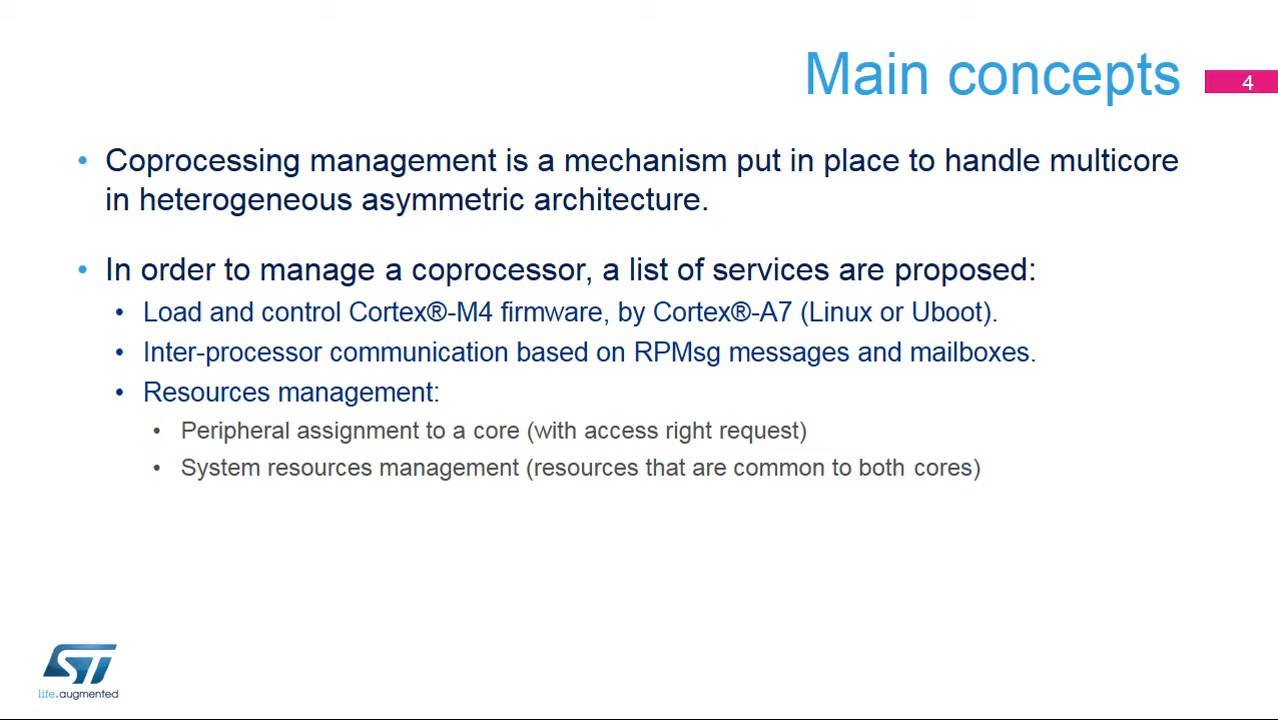 Main concepts
4
• Coprocessing management is a mechanism put in place to handle multicore
in heterogeneous asymmetric architecture.
• In order to manage a coprocessor, a list of services are proposed:
• Load and control Cortex®-M4 firmware, by Cortex®-A7 (Linux or Uboot).
• Inter-processor communication based on RPMsg messages and mailboxes.
• Resources management:
• Peripheral assignment to a core (with access right request)
• System resources management (resources that are common to both cores)
ST
life.augmented